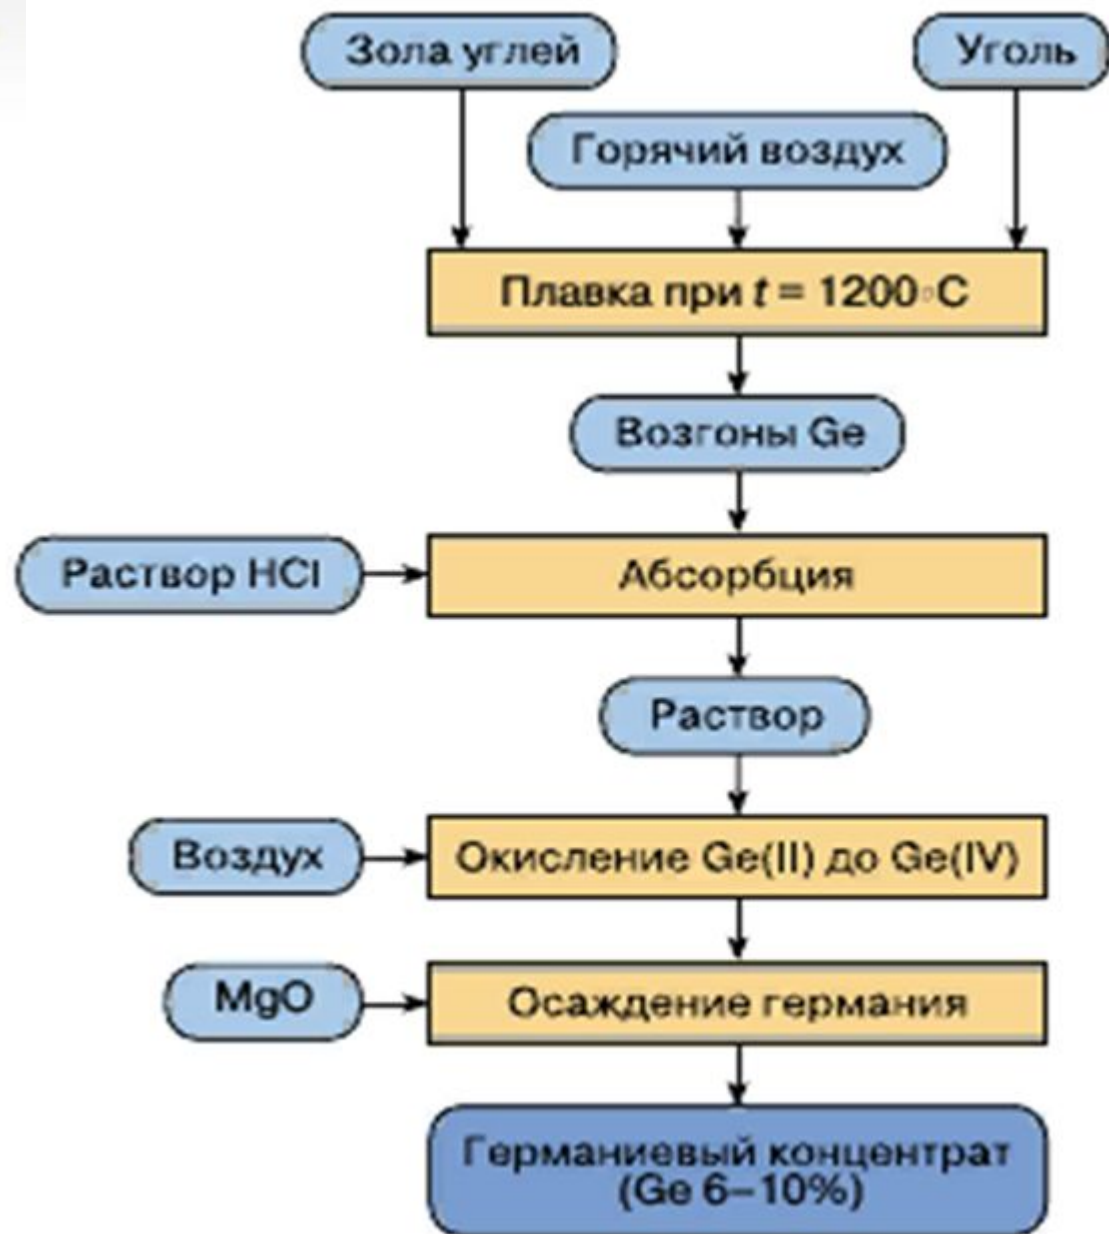 Зола углей
Уголь
Горячий воздух
Плавка при t = 1200°C
Возгоны Ge
Раствор HCl
Абсорбция
Раствор
Воздух
Окисление Ge(II) до Ge(IV)
MgO
Осаждение германия
Германиевый концентрат
(Ge 6–10%)